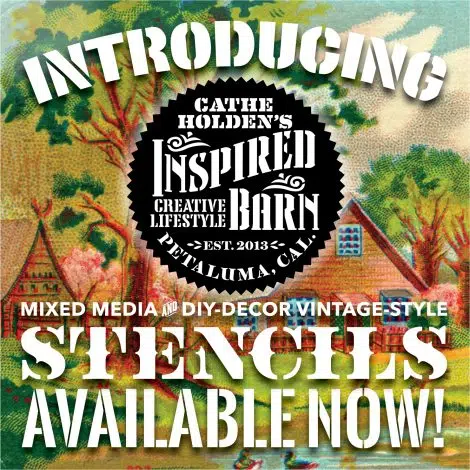 INTRODUCING
CATHE
HOLDEN'S
INSPIRED
CREATIVE
LIFESTYLE
BARN
EST. 2013
PETALUMA, CAL.
MIXED MEDIA AND DIY-DECOR VINTAGE-STYLE
STENCILS
AVAILABLE NOW!